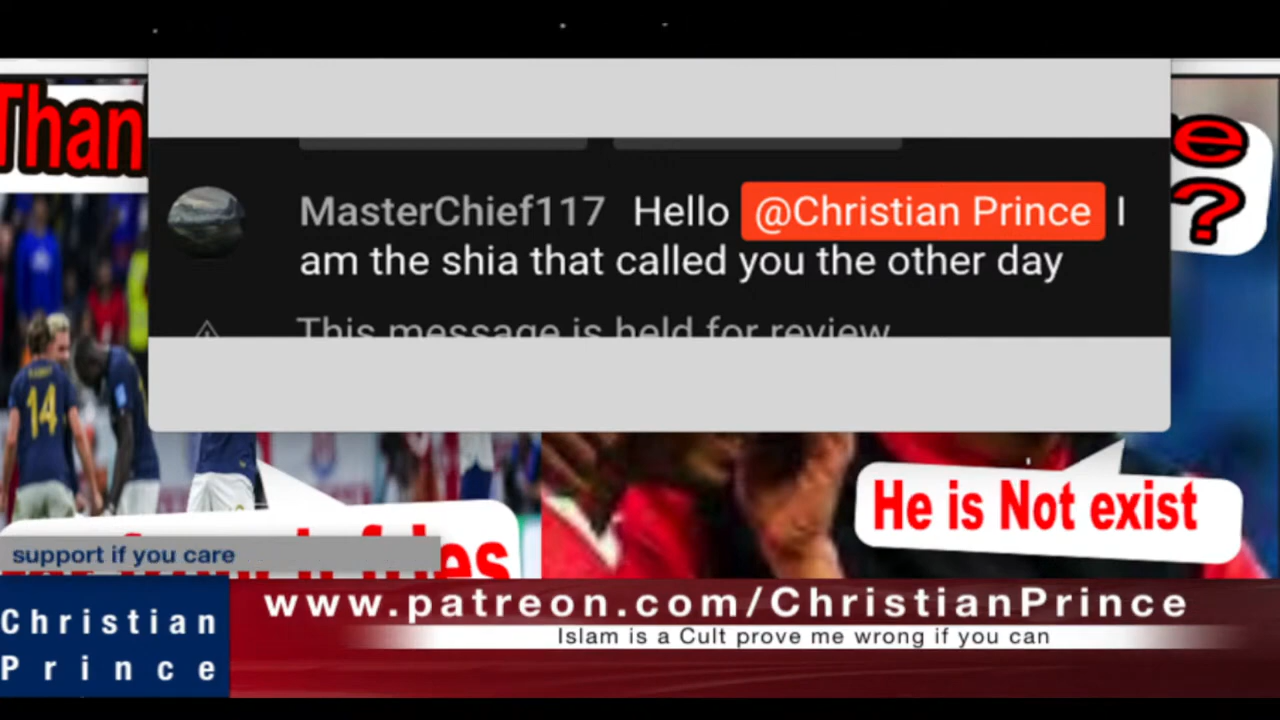 Than
e
?
MasterChief117 Hello @Christian Prince I
am the shia that called you the other day
This message is held for review
14
He is Not exist
support if you care
Christian
Prince
www.patreon.com/ChristianPrince
Islam is a Cult prove me wrong if you can